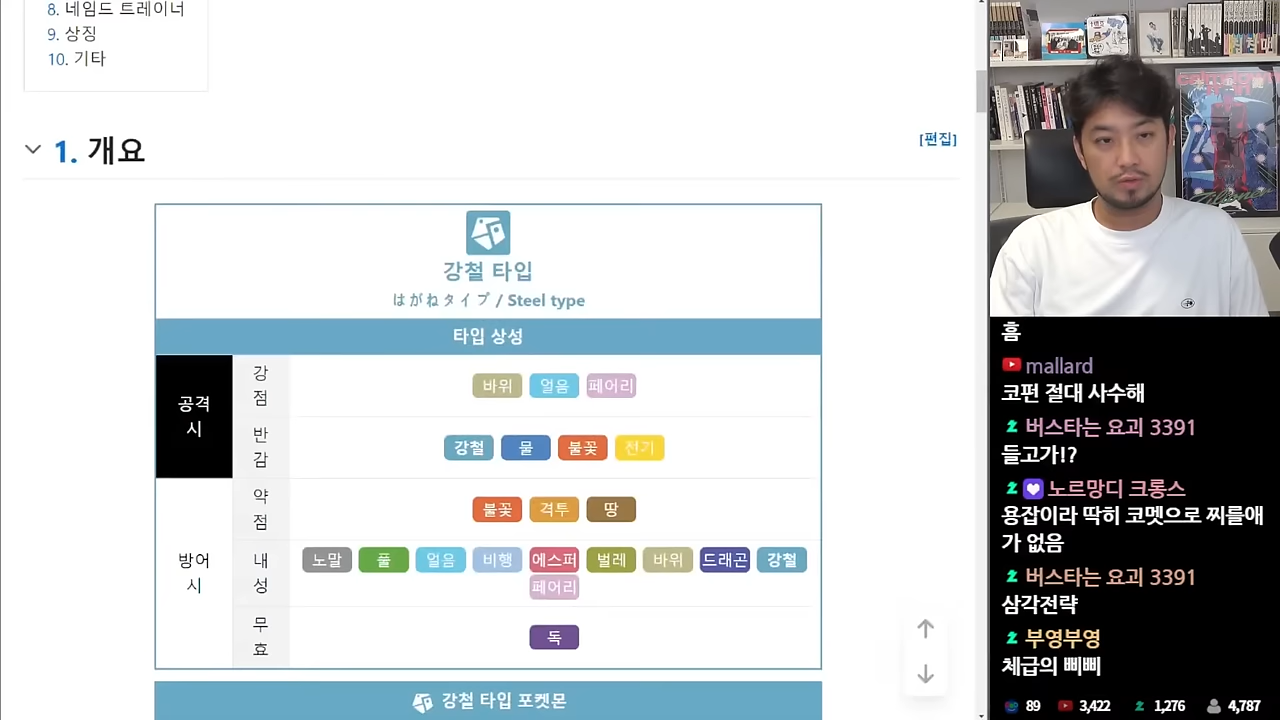 8. 네임드 트레이너
9. 상징
10. 기타
1. 개요
[편집]
강철 타입
はがねタイプ / Steel type
타입 상성
공격시
강점
바위 얼음 페어리
반감
강철 물 불꽃 전기
방어시
약점
불꽃 격투 땅
내성
노말 풀 얼음 비행 에스퍼 벌레 바위 드래곤 강철
페어리
무효
독
강철 타입 포켓몬
흠
mallard
코펀 절대 사수해
버스타는 요괴 3391
들고가!?
노르망디 크롱스
용잡이라 딱히 코멧으로 찌를애
가 없음
버스타는 요괴 3391
삼각전략
부영부영
체급의 삐삐
89 3,422 1,276 4,787